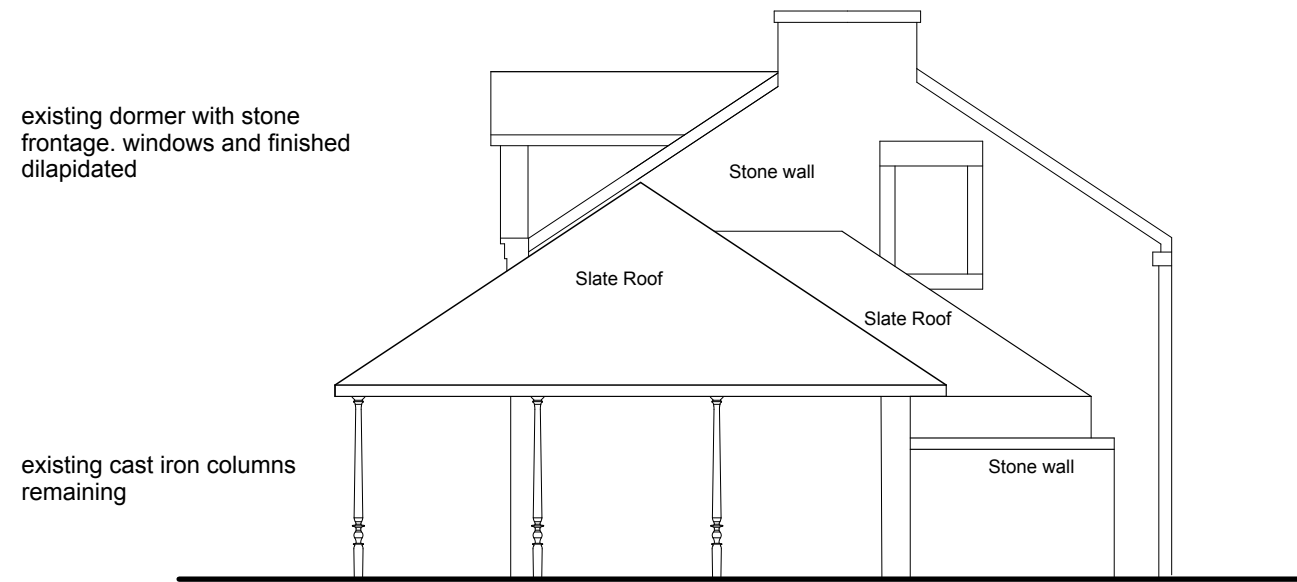 existing dormer with stone
frontage. windows and finished
dilapidated
Stone wall
Slate Roof
Slate Roof
existing cast iron columns
remaining
Stone wall